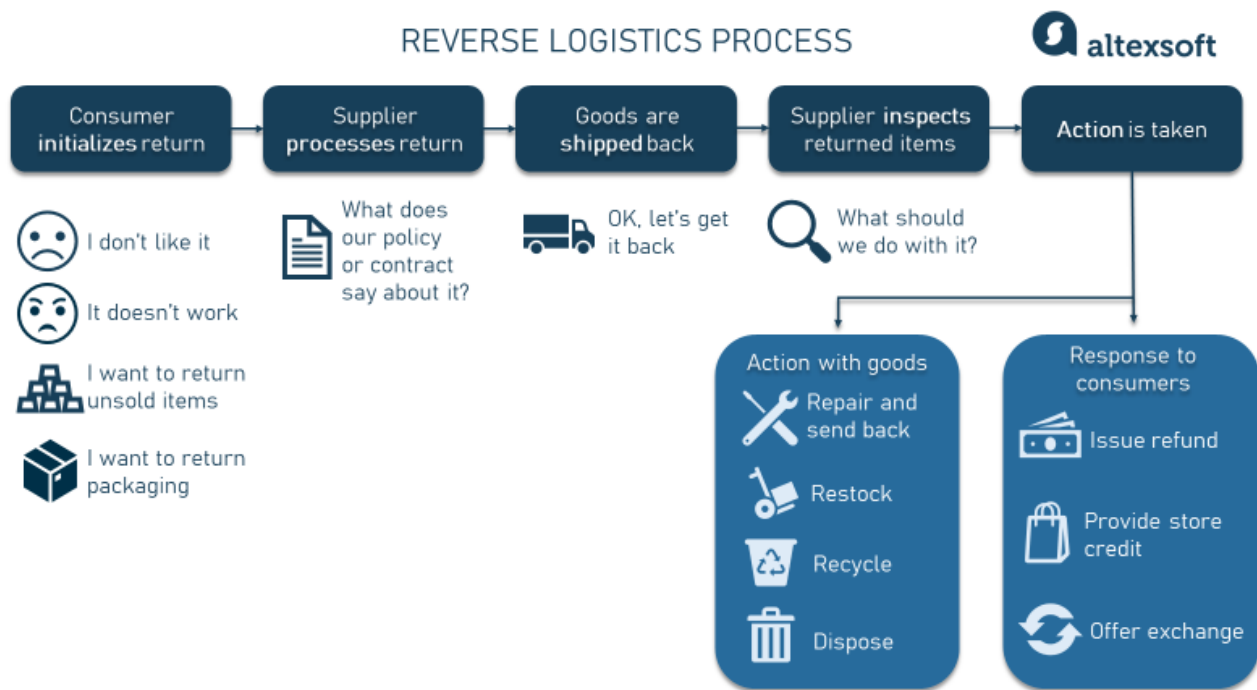 REVERSE LOGISTICS PROCESS
altexsoft
Consumer
initializes return
Supplier
processes return
Goods are
shipped back
Supplier inspects
returned items
Action is taken
I don't like it
It doesn't work
I want to return
unsold items
I want to return
packaging
What does
our policy
or contract
say about it?
OK, let's get
it back
What should
we do with it?
Action with goods
Repair and
send back
Restock
Recycle
Dispose
Response to
consumers
Issue refund
Provide store
credit
Offer exchange